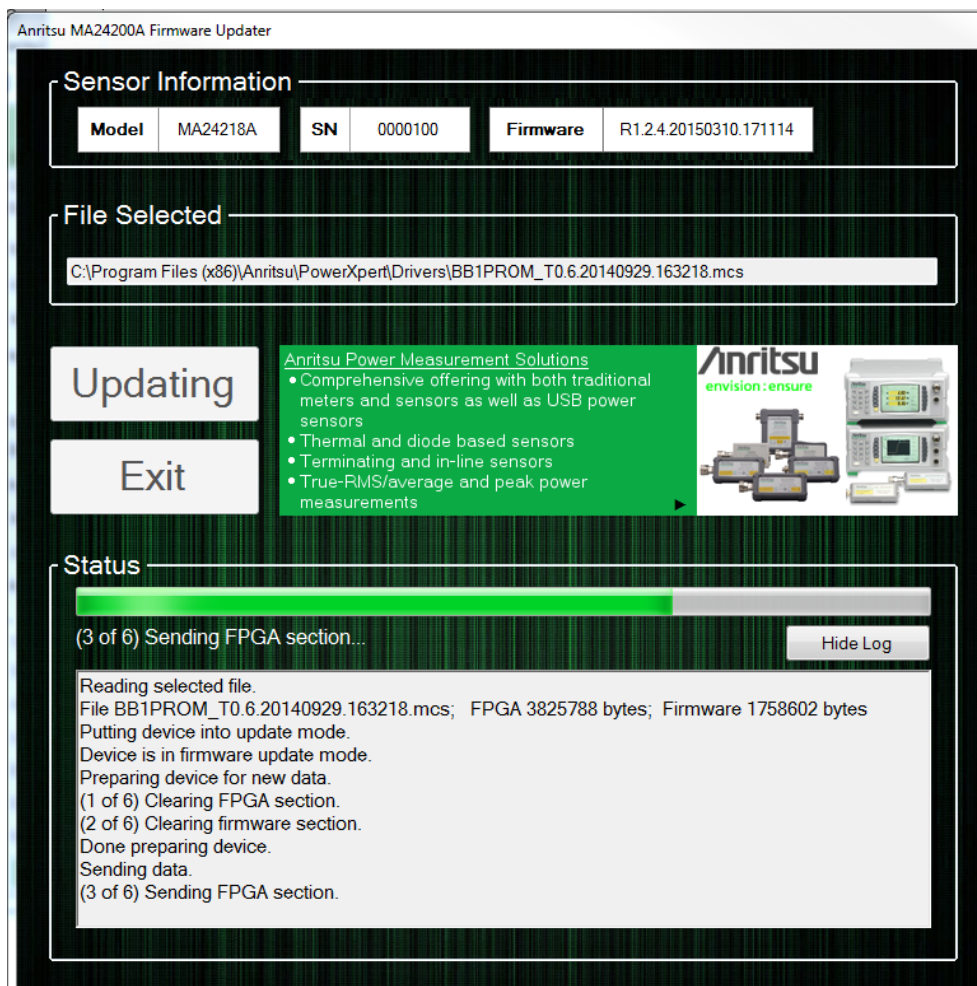 Anritsu MA24200A Firmware Updater
Sensor Information
Model MA24218A SN 0000100 Firmware R1.2.4.20150310.171114
File Selected
C:\Program Files (x86)\Anritsu\PowerXpert\Drivers\BB1PROM_T0.6.20140929.163218.mcs
Updating
Exit
Anritsu Power Measurement Solutions
• Comprehensive offering with both traditional
meters and sensors as well as USB power
sensors
• Thermal and diode based sensors
• Terminating and in-line sensors
• True-RMS/average and peak power
measurements
Anritsu
envision : ensure
Status
(3 of 6) Sending FPGA section...
Hide Log
Reading selected file.
File BB1PROM_T0.6.20140929.163218.mcs; FPGA 3825788 bytes; Firmware 1758602 bytes
Putting device into update mode.
Device is in firmware update mode.
Preparing device for new data.
(1 of 6) Clearing FPGA section.
(2 of 6) Clearing firmware section.
Done preparing device.
Sending data.
(3 of 6) Sending FPGA section.